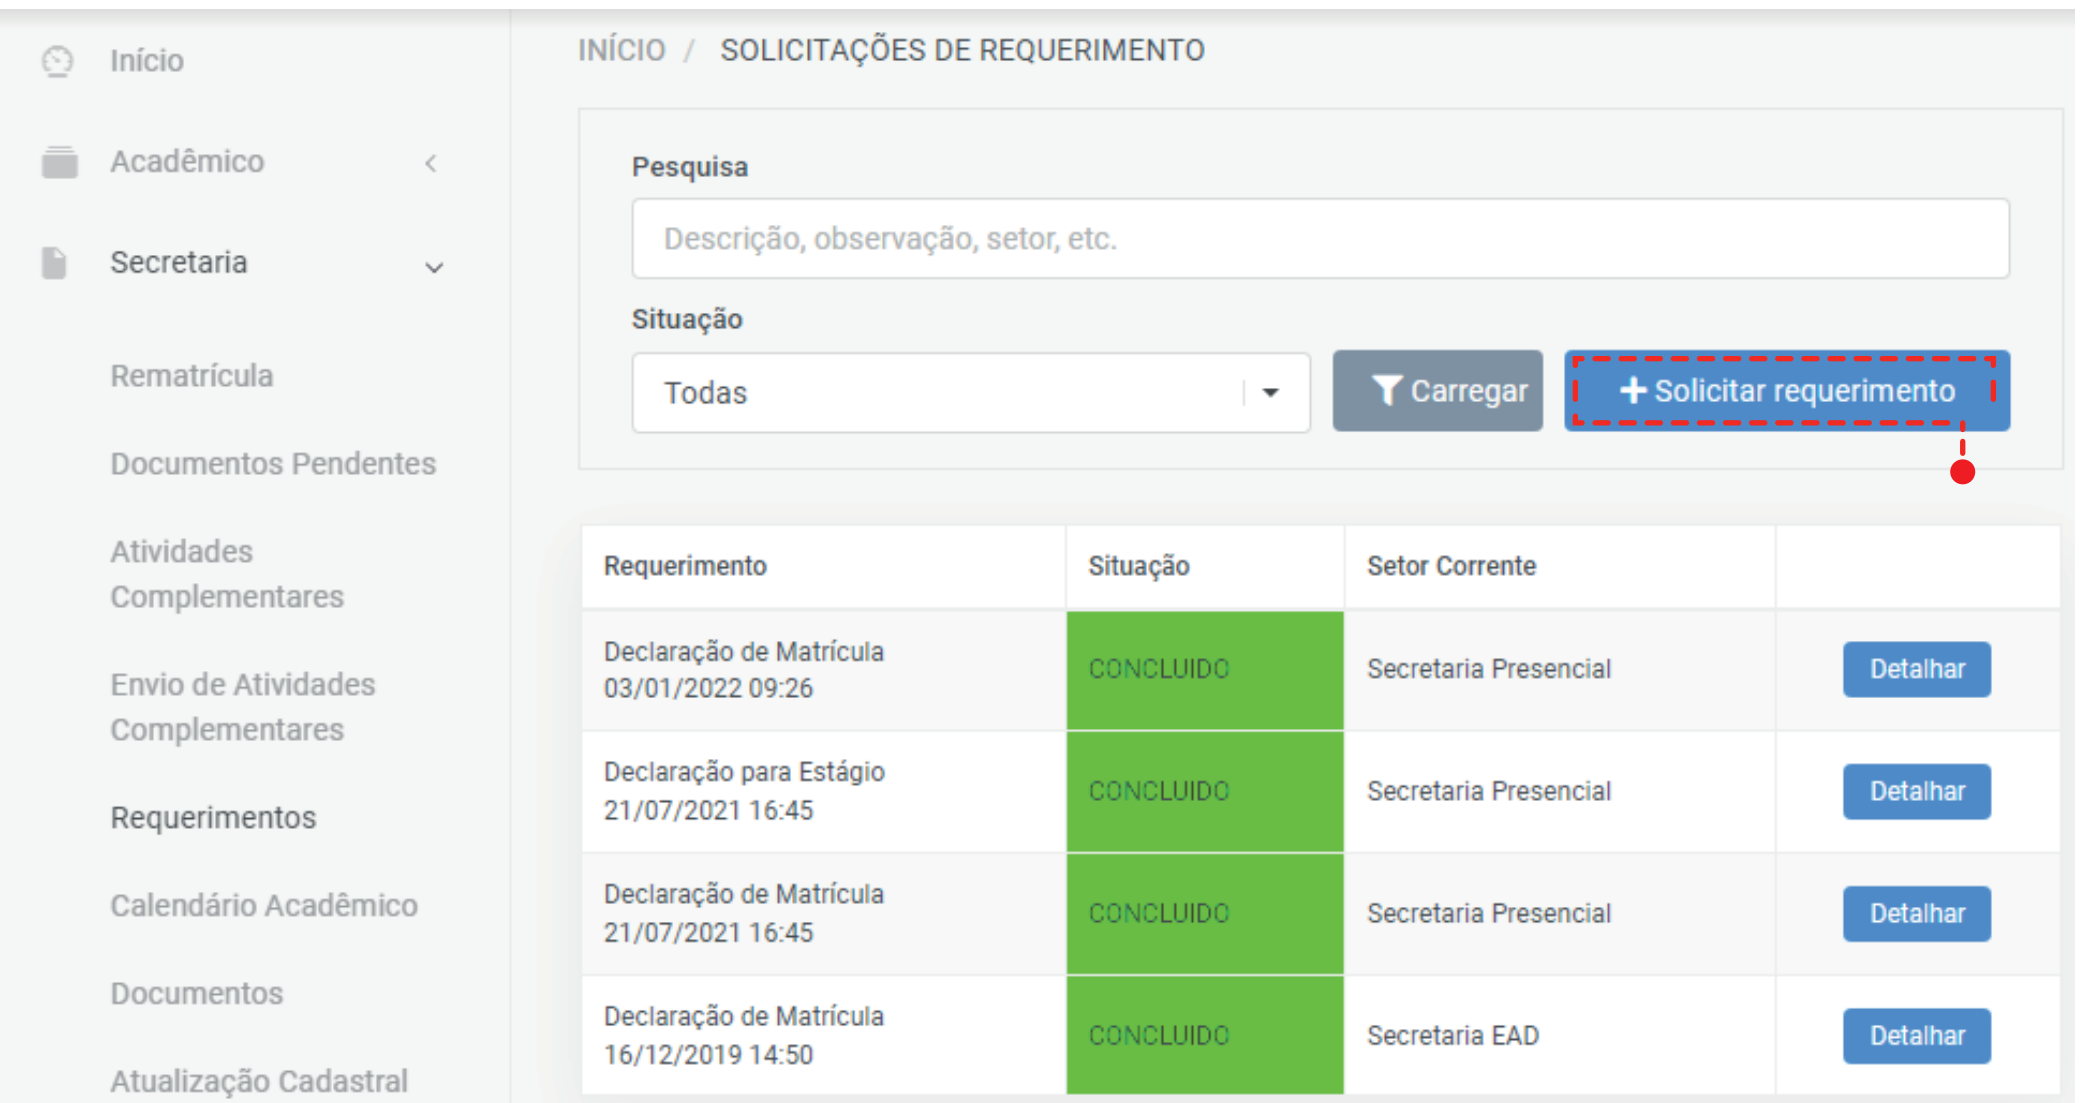 Início
Acadêmico
Secretaria
Rematrícula
Documentos Pendentes
Atividades
Complementares
Envio de Atividades
Complementares
Requerimentos
Calendário Acadêmico
Documentos
Atualização Cadastral
INÍCIO / SOLICITAÇÕES DE REQUERIMENTO
Pesquisa
Descrição, observação, setor, etc.
Situação
Todas
Carregar
+ Solicitar requerimento
Requerimento Situação Setor Corrente
Declaração de Matrícula
03/01/2022 09:26
CONCLUIDO
Secretaria Presencial
Detalhar
Declaração para Estágio
21/07/2021 16:45
CONCLUIDO
Secretaria Presencial
Detalhar
Declaração de Matrícula
21/07/2021 16:45
CONCLUIDO
Secretaria Presencial
Detalhar
Declaração de Matrícula
16/12/2019 14:50
CONCLUIDO
Secretaria EAD
Detalhar